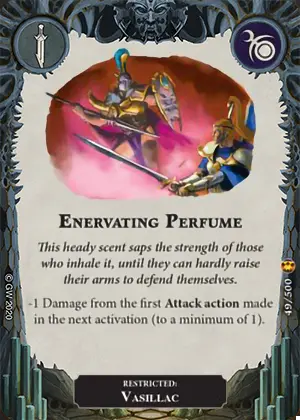 Enervating Perfume
This heady scent saps the strength of those
who inhale it, until they can hardly raise
their arms to defend themselves.
-1 Damage from the first Attack action made
in the next activation (to a minimum of 1).
© GW 2020
49/500
RESTRICTED:
Vasillac